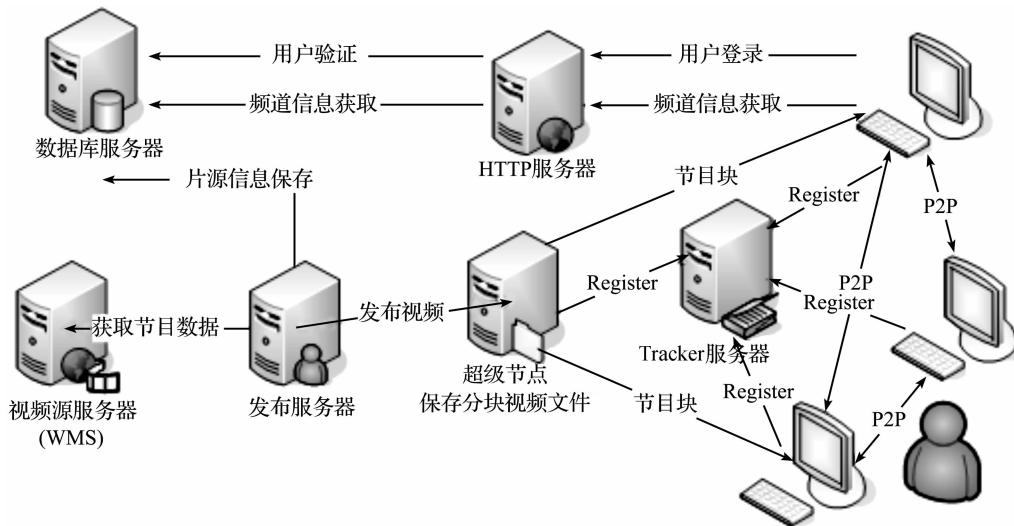 用户验证
用户登录
频道信息获取
频道信息获取
数据库服务器
HTTP服务器
片源信息保存
节目块
Register
P2P
Register
P2P
Register
获取节目数据
发布视频
Tracker服务器
视频源服务器
(WMS)
发布服务器
超级节点
保存分块视频文件
Register
节目块
P2P